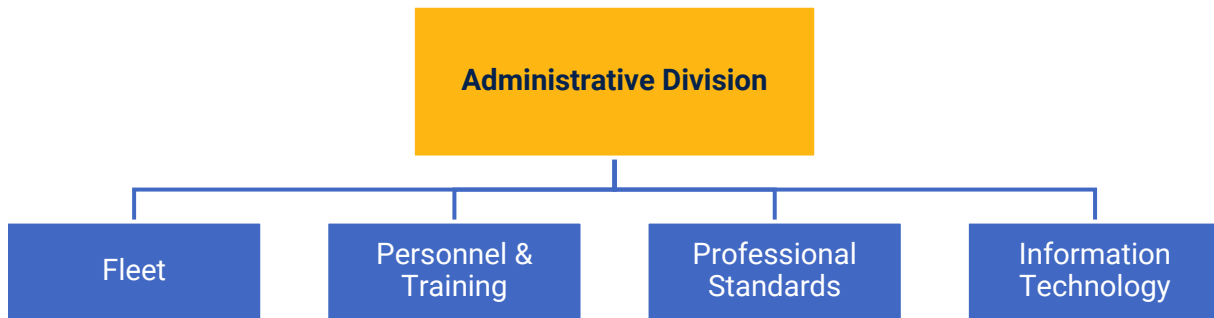 Administrative Division
Fleet
Personnel &
Training
Professional
Standards
Information
Technology